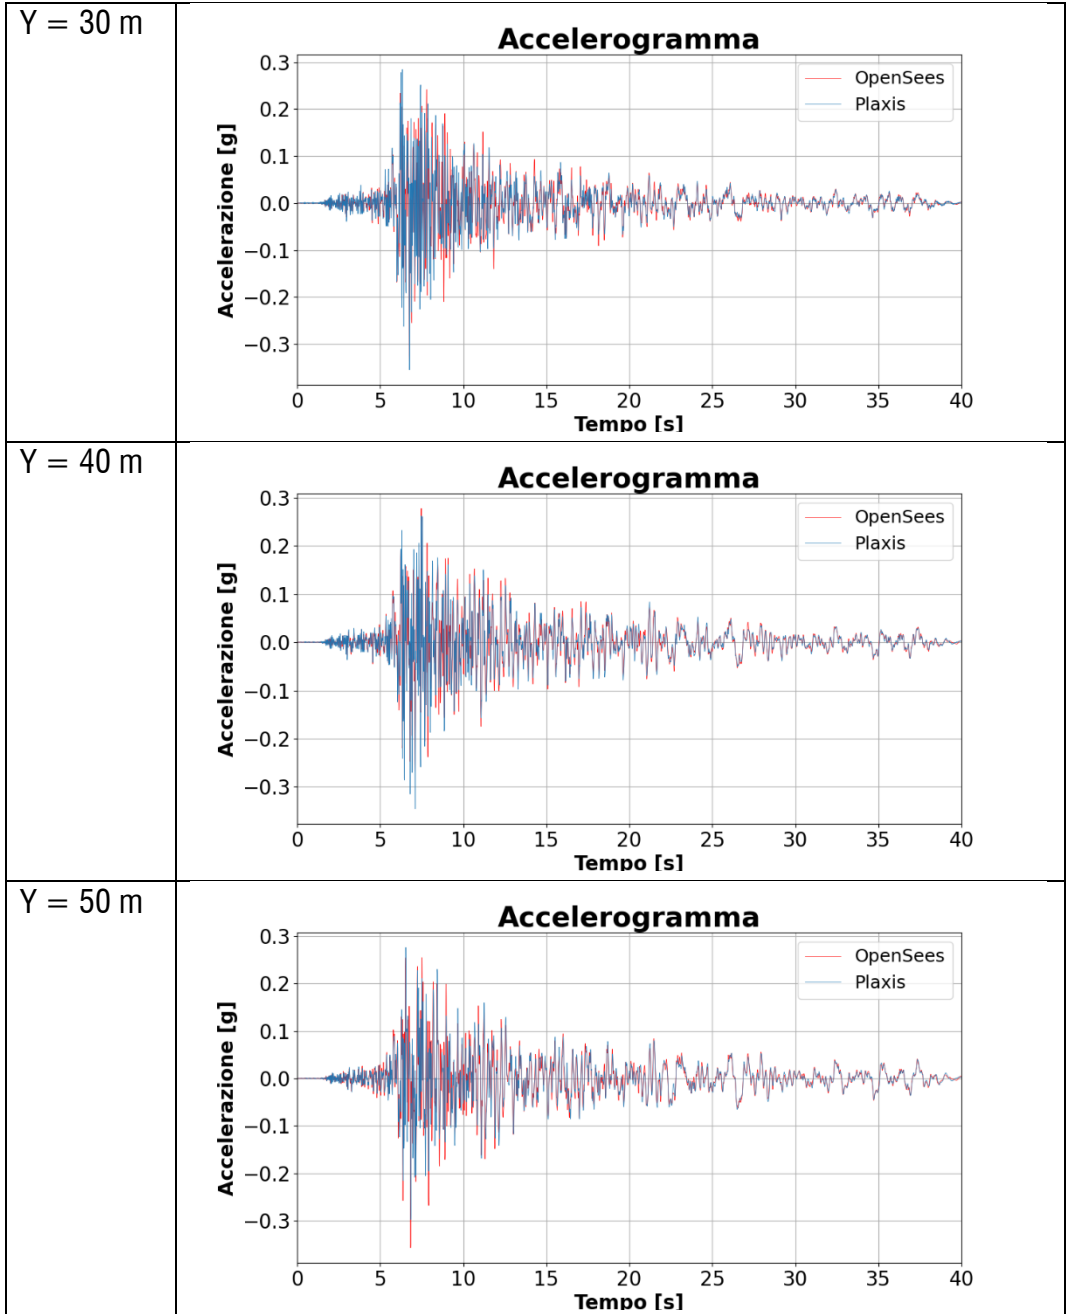 Y = 30 m
Accelerogramma
OpenSees
Plaxis
Accelerazione [g]
0.3
0.2
0.1
0.0
−0.1
−0.2
−0.3
0 5 10 15 20 25 30 35 40
Tempo [s]
Y = 40 m
Accelerogramma
OpenSees
Plaxis
Accelerazione [g]
0.3
0.2
0.1
0.0
−0.1
−0.2
−0.3
0 5 10 15 20 25 30 35 40
Tempo [s]
Y = 50 m
Accelerogramma
OpenSees
Plaxis
Accelerazione [g]
0.3
0.2
0.1
0.0
−0.1
−0.2
−0.3
0 5 10 15 20 25 30 35 40
Tempo [s]